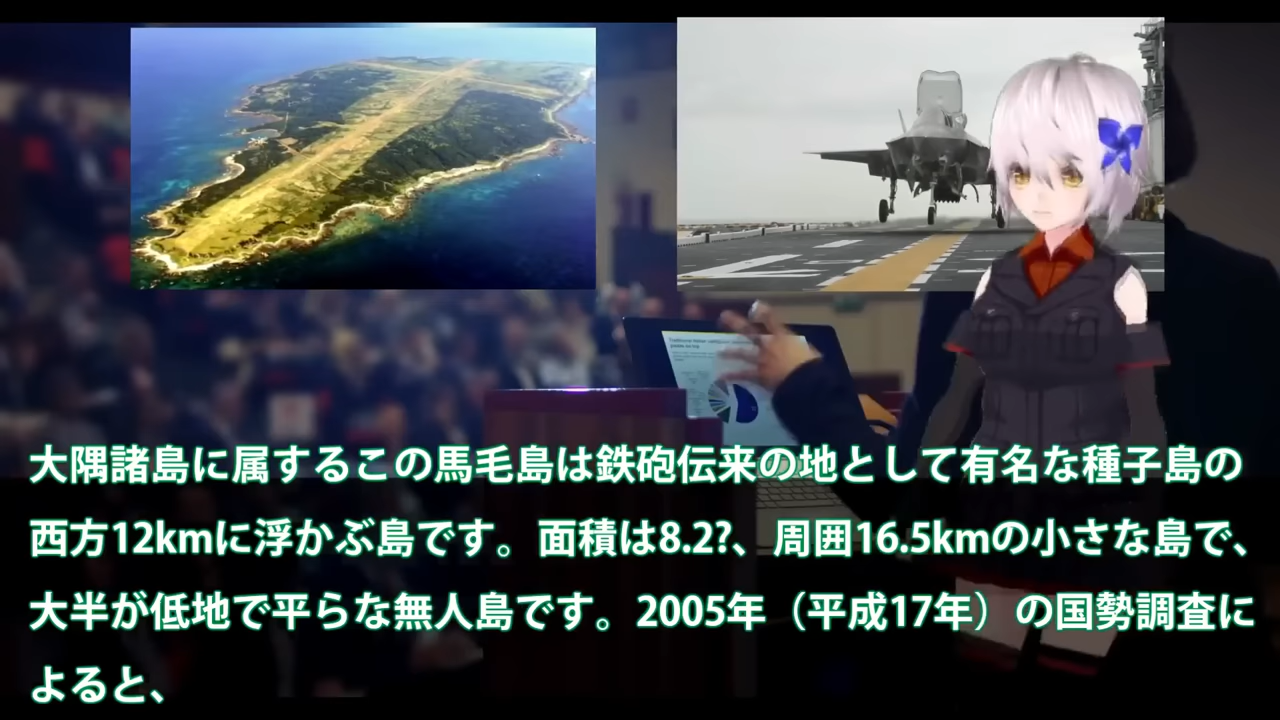 大隅諸島に属するこの馬毛島は鉄砲伝来の地として有名な種子島の
西方12kmに浮かぶ島です。面積は8.2?、周囲16.5kmの小さな島で、
大半が低地で平らな無人島です。2005年（平成17年）の国勢調査に
よると、